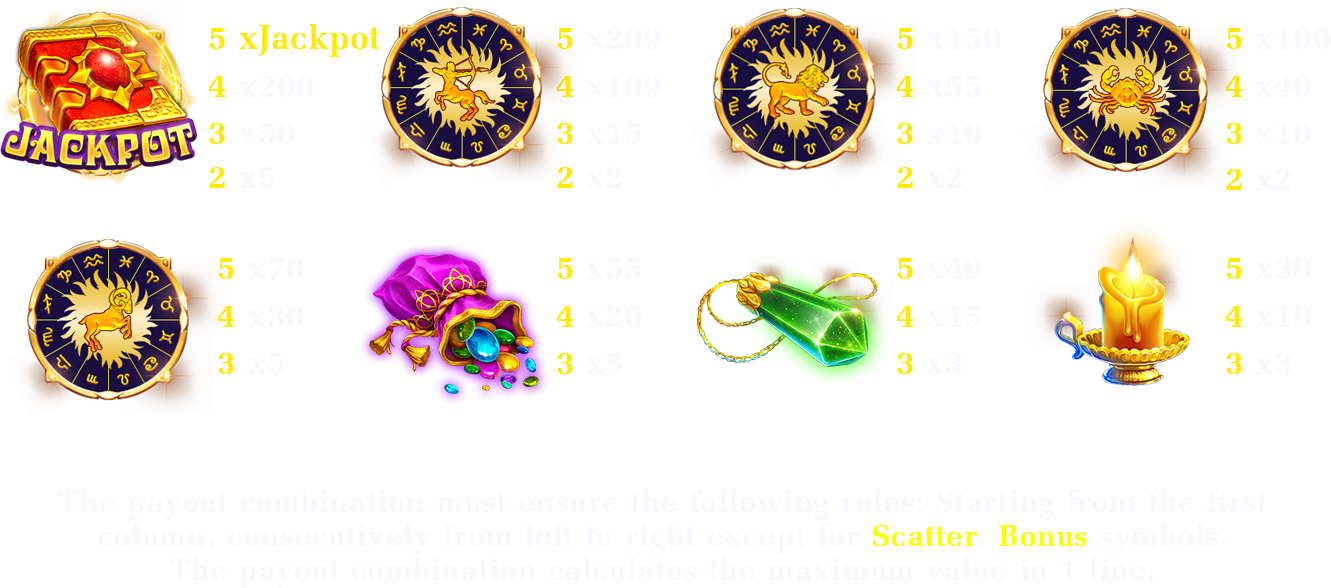 JACKPOT
5 xJackpot
4 x200
3 x50
2 x5
5 x200
4 x100
3 x15
2 x2
5 x150
4 x55
3 x10
2 x2
5 x100
4 x40
3 x10
2 x2
5 x70
4 x30
3 x5
5 x55
4 x20
3 x5
5 x40
4 x15
3 x3
5 x30
4 x10
3 x3
The payout combination must ensure the following rules: Starting from the first
column, consecutively from left to right except for Scatter, Bonus symbols.
The payout combination calculates the maximum value in 1 line.